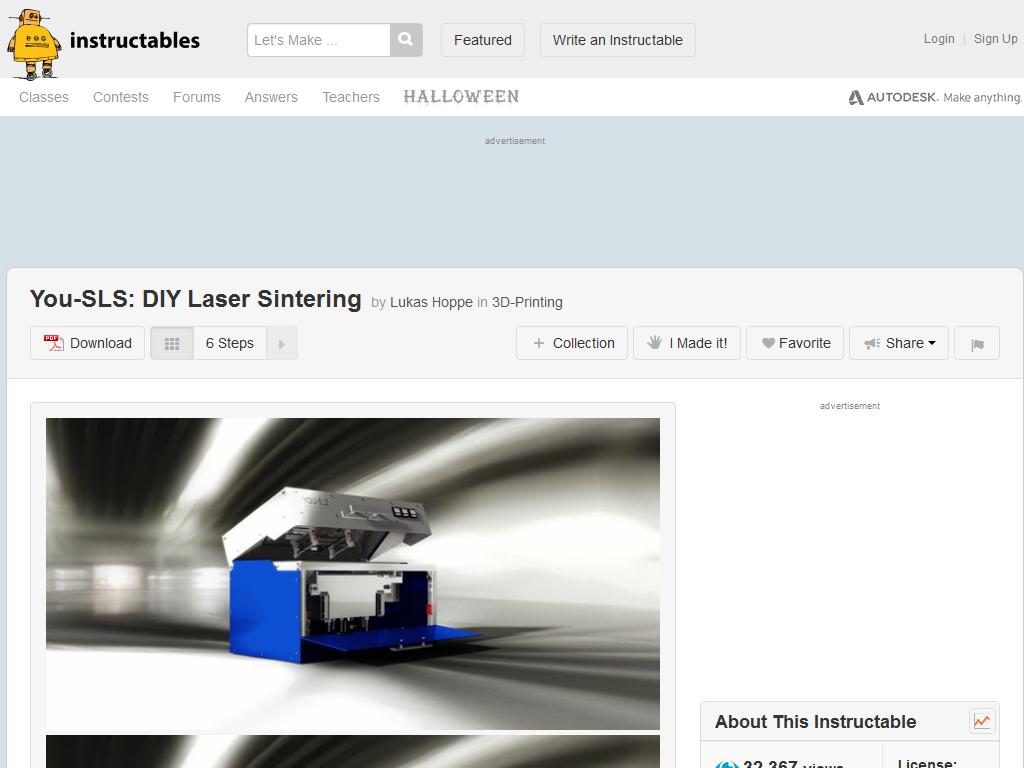 instructables
Let's Make ...
Featured
Write an Instructable
Login | Sign Up
Classes
Contests
Forums
Answers
Teachers
HALLOWEEN
AUTODESK. Make anything.
advertisement
You-SLS: DIY Laser Sintering by Lukas Hoppe in 3D-Printing
PDF Download
6 Steps
+ Collection
I Made it!
Favorite
Share
advertisement
YOU-SLS
About This Instructable
32,367 views
License: